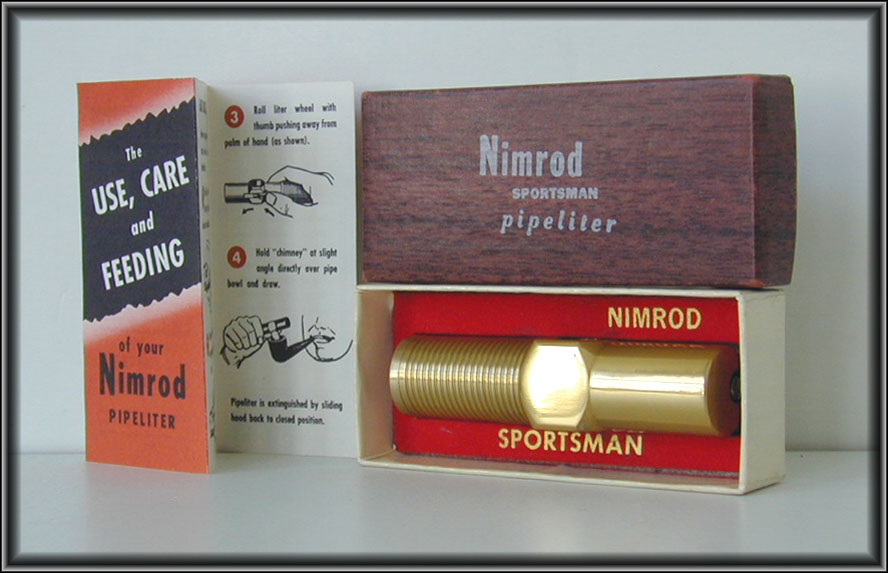 The
USE, CARE
and
FEEDING
of your
Nimrod
PIPELITER
3 Roll liter wheel with
thumb pushing away from
palm of hand (as shown).
4 Hold "chimney" at slight
angle directly over pipe
bowl and draw.
Pipeliter is extinguished by sliding
hood back to closed position.
Nimrod
SPORTSMAN
pipeliter
NIMROD
SPORTSMAN